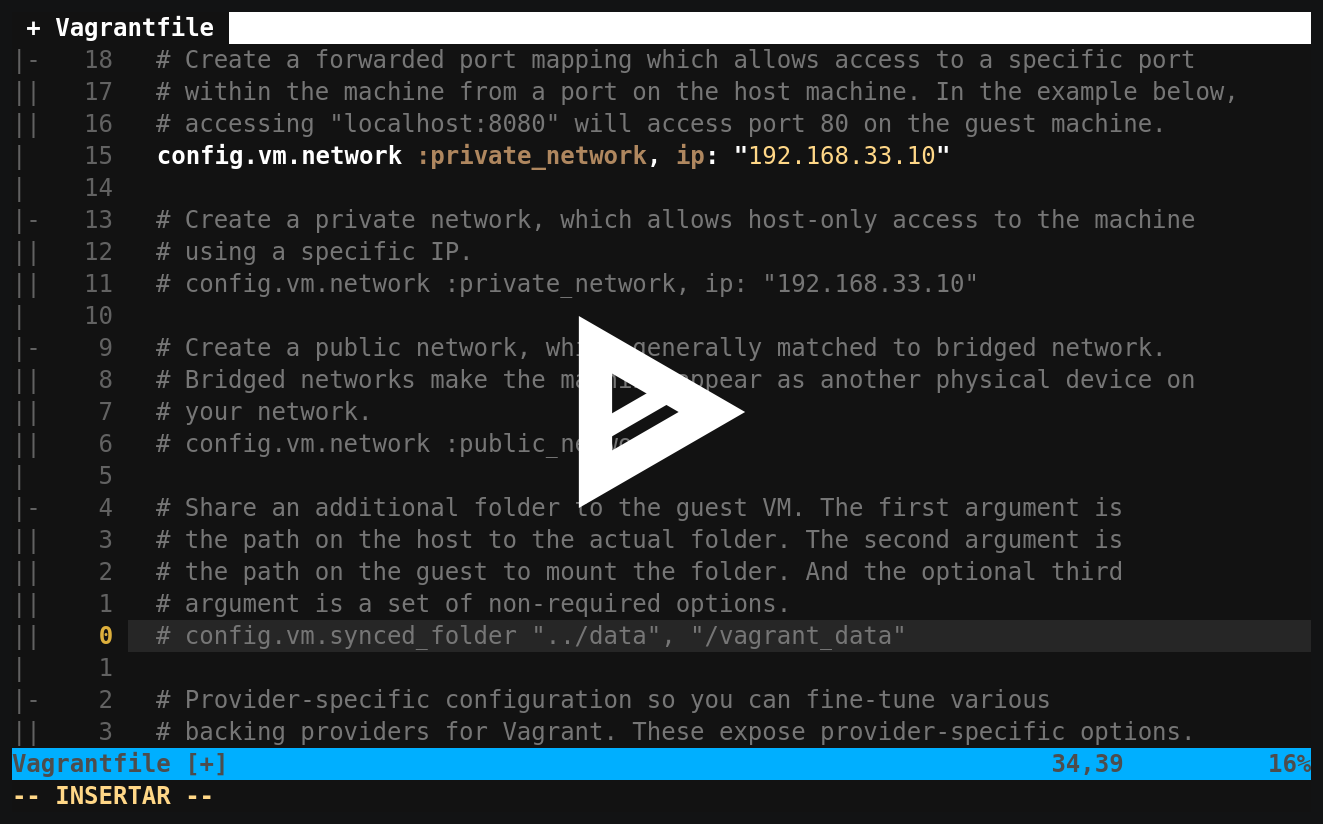 + Vagrantfile
|- 18 # Create a forwarded port mapping which allows access to a specific port
|| 17 # within the machine from a port on the host machine. In the example below,
|| 16 # accessing "localhost:8080" will access port 80 on the guest machine.
| 15 config.vm.network :private_network, ip: "192.168.33.10"
| 14
|- 13 # Create a private network, which allows host-only access to the machine
|| 12 # using a specific IP.
|| 11 # config.vm.network :private_network, ip: "192.168.33.10"
| 10
|- 9 # Create a public network, which generally matched to bridged network.
|| 8 # Bridged networks make the machine appear as another physical device on
|| 7 # your network.
|| 6 # config.vm.network :public_network
| 5
|- 4 # Share an additional folder to the guest VM. The first argument is
|| 3 # the path on the host to the actual folder. The second argument is
|| 2 # the path on the guest to mount the folder. And the optional third
|| 1 # argument is a set of non-required options.
|| 0 # config.vm.synced_folder "../data", "/vagrant_data"
| 1
|- 2 # Provider-specific configuration so you can fine-tune various
|| 3 # backing providers for Vagrant. These expose provider-specific options.
Vagrantfile [+] 34,39 16%
-- INSERTAR --